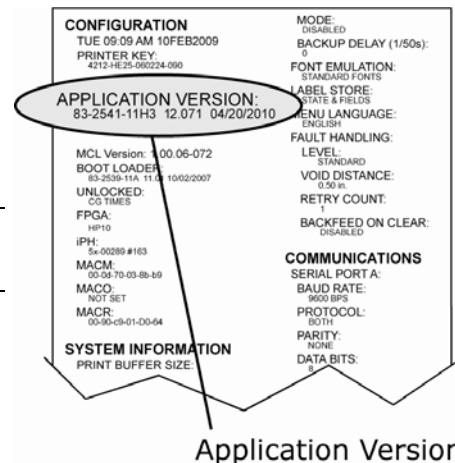 CONFIGURATION
TUE 09:09 AM 10FEB2009
PRINTER KEY:
4212-HE25-060224-090
APPLICATION VERSION:
83-2541-11H3 12.071 04/20/2010
MCL Version: 1.00.06-072
BOOT LOADER:
83-2539-11A 11.01 10/02/2007
UNLOCKED:
CG TIMES
FPGA:
HP10
iPH:
5x-00289 #163
MACM:
00-0d-70-03-8b-b9
MACO:
NOT SET
MACR:
00-90-c9-01-D0-64
SYSTEM INFORMATION
PRINT BUFFER SIZE:
MODE:
DISABLED
BACKUP DELAY (1/50s):
0
FONT EMULATION:
STANDARD FONTS
LABEL STORE:
STATE & FIELDS
MENU LANGUAGE:
ENGLISH
FAULT HANDLING:
LEVEL:
STANDARD
VOID DISTANCE:
0.50 in.
RETRY COUNT:
1
BACKFEED ON CLEAR:
DISABLED
COMMUNICATIONS
SERIAL PORT A:
BAUD RATE:
9600 BPS
PROTOCOL:
BOTH
PARITY:
NONE
DATA BITS:
8
Application Version